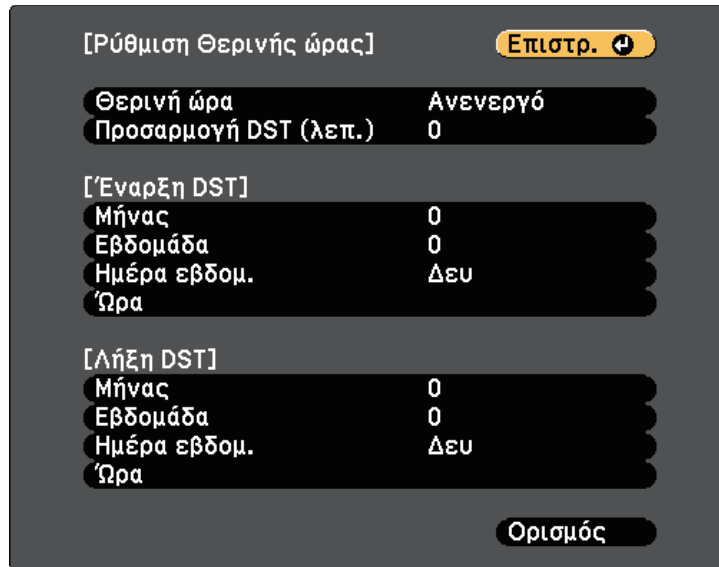 [Ρύθμιση Θερινής ώρας] Επιστρ.
Θερινή ώρα Ανενεργό
Προσαρμογή DST (λεπ.) 0
[Έναρξη DST]
Μήνας 0
Εβδομάδα 0
Ημέρα εβδομ. Δευ
Ώρα
[Λήξη DST]
Μήνας 0
Εβδομάδα 0
Ημέρα εβδομ. Δευ
Ώρα
Ορισμός